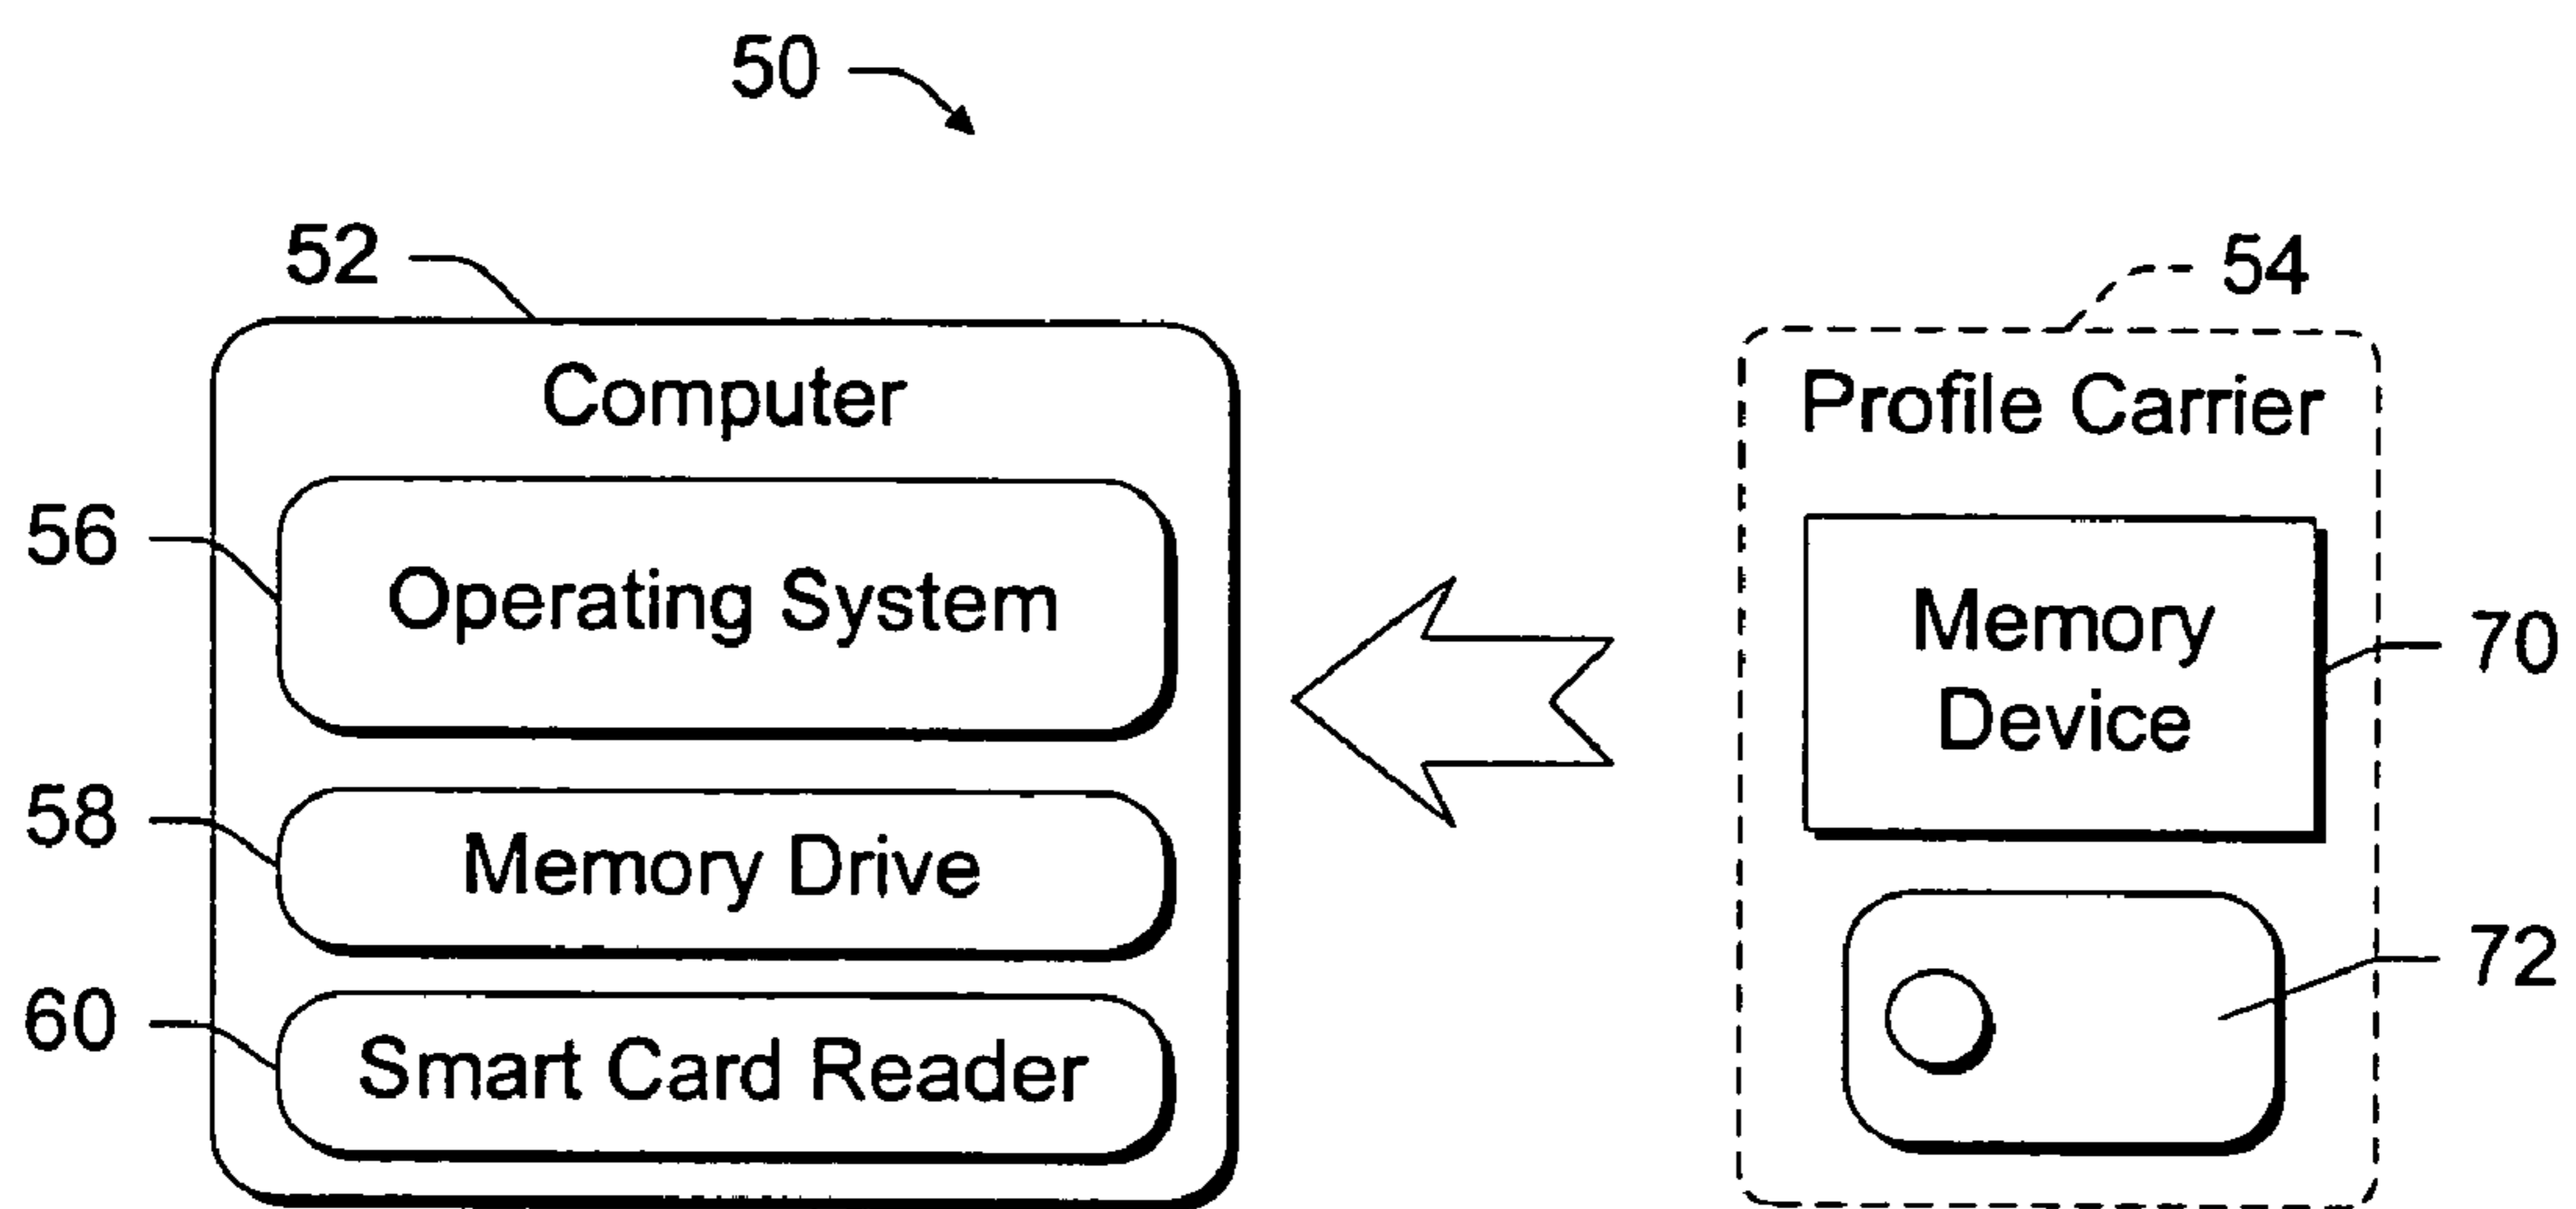 50
52
54
Computer
Profile Carrier
56
Operating System
Memory
Device
70
58
Memory Drive
72
60
Smart Card Reader